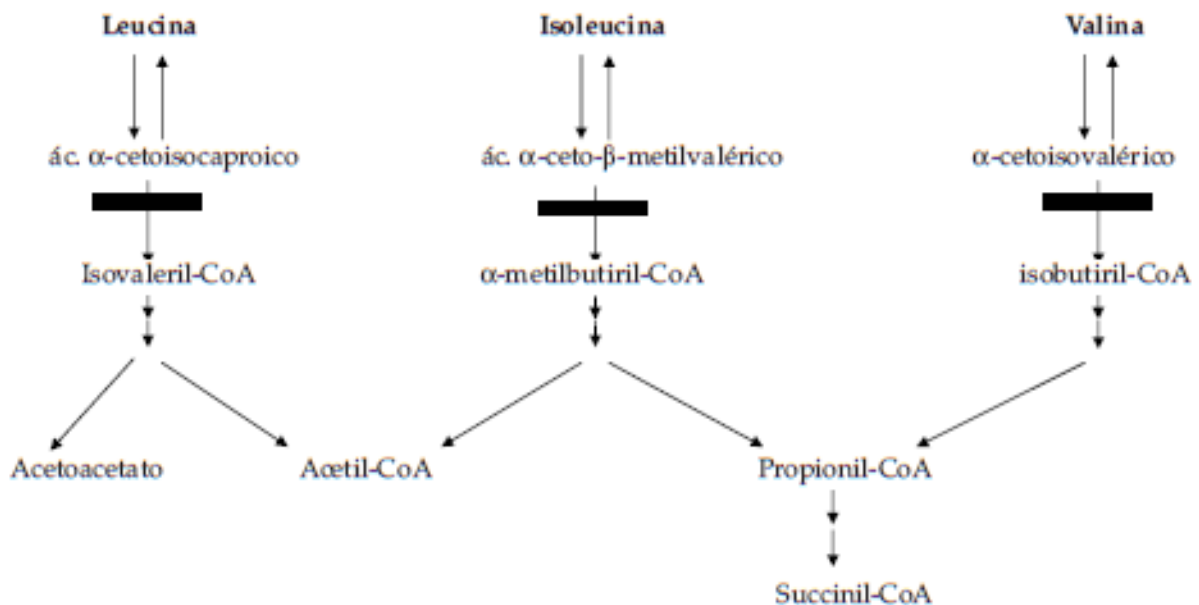 Leucina Isoleucina Valina
ác. α-cetoisocaproico ác. α-ceto-β-metilvalérico α-cetoisovalérico
Isovaleril-CoA α-metilbutiril-CoA isobutiril-CoA
Acetoacetato Acetil-CoA Propionil-CoA
Succinil-CoA